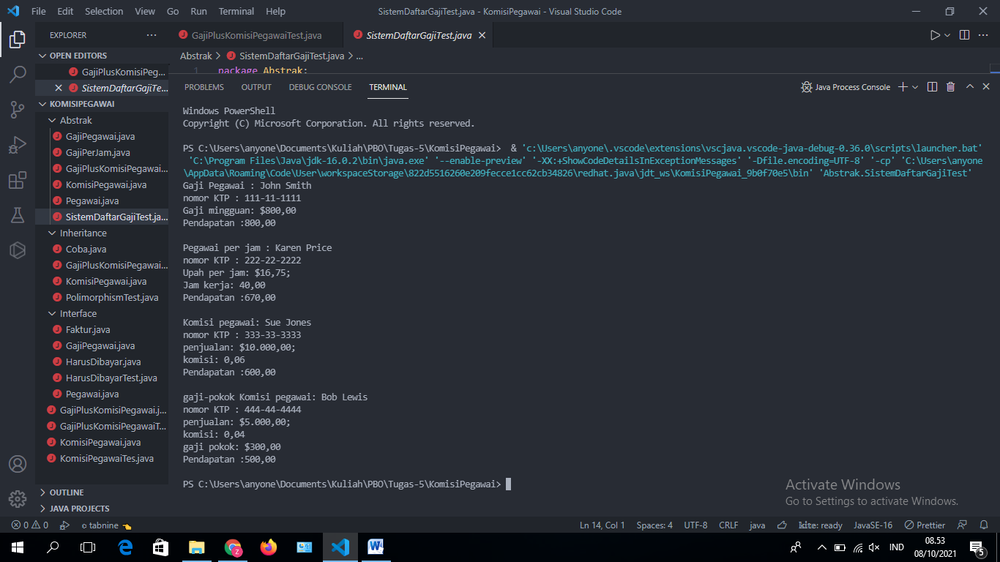 File Edit Selection View Go Run Terminal Help
SistemDaftarGajiTest.java - KomisiPegawai - Visual Studio Code
EXPLORER
OPEN EDITORS
GajiPlusKomisiPeg...
SistemDaftarGajiTe...
KOMISIPEGAWAI
Abstrak
GajiPegawai.java
GajiPerJam.java
GajiPlusKomisiPegawai...
KomisiPegawai.java
Pegawai.java
SistemDaftarGajiTest.ja...
Inheritance
Coba.java
GajiPlusKomisiPegawai...
KomisiPegawai.java
PolimorphismTest.java
Interface
Faktur.java
GajiPegawai.java
HarusDibayar.java
HarusDibayarTest.java
Pegawai.java
GajiPlusKomisiPegawai.j...
GajiPlusKomisiPegawaiT...
KomisiPegawai.java
KomisiPegawaiTes.java
OUTLINE
JAVA PROJECTS
GajiPlusKomisiPegawaiTest.java
SistemDaftarGajiTest.java
Abstrak > SistemDaftarGajiTest.java > ...
1 package Abstrak;
PROBLEMS OUTPUT DEBUG CONSOLE TERMINAL
Java Process Console
Windows PowerShell
Copyright (C) Microsoft Corporation. All rights reserved.
PS C:\Users\anyone\Documents\Kuliah\PBO\Tugas-5\KomisiPegawai> & 'c:\Users\anyone\.vscode\extensions\vscjava.vscode-java-debug-0.36.0\scripts\launcher.bat'
'C:\Program Files\Java\jdk-16.0.2\bin\java.exe' '--enable-preview' '-XX:+ShowCodeDetailsInExceptionMessages' '-Dfile.encoding=UTF-8' '-cp' 'C:\Users\anyone
\AppData\Roaming\Code\User\workspaceStorage\822d5516260e209fecce1cc62cb34826\redhat.java\jdt_ws\KomisiPegawai_9b0f70e5\bin' 'Abstrak.SistemDaftarGajiTest'
Gaji Pegawai : John Smith
nomor KTP : 111-11-1111
Gaji mingguan: $800,00
Pendapatan :800,00
Pegawai per jam : Karen Price
nomor KTP : 222-22-2222
Upah per jam: $16,75;
Jam kerja: 40,00
Pendapatan :670,00
Komisi pegawai: Sue Jones
nomor KTP : 333-33-3333
penjualan: $10.000,00;
komisi: 0,06
Pendapatan :600,00
gaji-pokok Komisi pegawai: Bob Lewis
nomor KTP : 444-44-4444
penjualan: $5.000,00;
komisi: 0,04
gaji pokok: $300,00
Pendapatan :500,00
PS C:\Users\anyone\Documents\Kuliah\PBO\Tugas-5\KomisiPegawai>
Activate Windows
Go to Settings to activate Windows.
0 0 tabnine
Ln 14, Col 1 Spaces: 4 UTF-8 CRLF java kite: ready JavaSE-16 Prettier
IND
08.53
08/10/2021
5